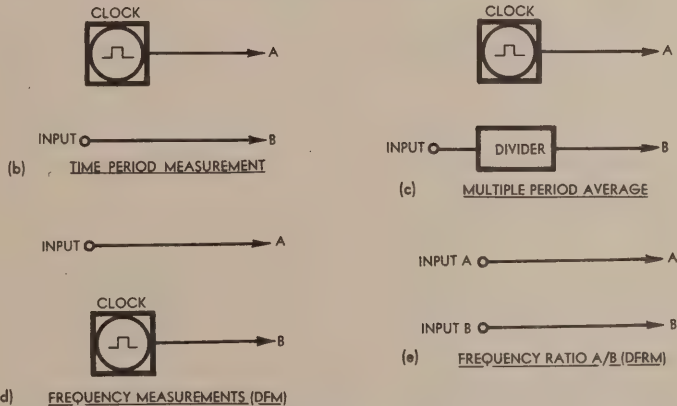 CLOCK
A
INPUT
B
(b) TIME PERIOD MEASUREMENT
CLOCK
A
INPUT
DIVIDER
B
(c) MULTIPLE PERIOD AVERAGE
INPUT
A
CLOCK
B
d) FREQUENCY MEASUREMENTS (DFM)
INPUT A
A
INPUT B
B
(e) FREQUENCY RATIO A/B (DFRM)